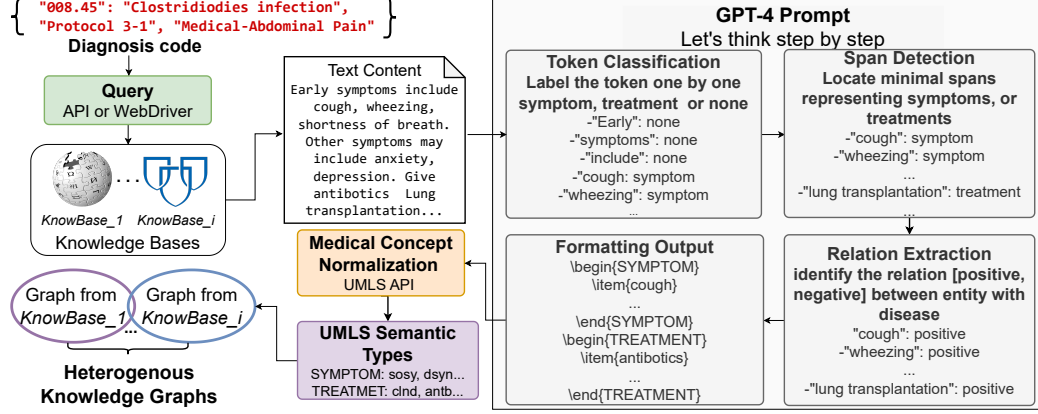 "008.45": "Clostridiodies infection",
"Protocol 3-1", "Medical-Abdominal Pain"
Diagnosis code
Query
API or WebDriver
...
KnowBase_1 KnowBase_i
Knowledge Bases
Text Content
Early symptoms include
cough, wheezing,
shortness of breath.
Other symptoms may
include anxiety,
depression. Give
antibotics Lung
transplantation...
GPT-4 Prompt
Let's think step by step
Token Classification
Label the token one by one
symptom, treatment or none
-"Early": none
-"symptoms": none
-"include": none
-"cough: symptom
-"wheezing": symptom
...
Span Detection
Locate minimal spans
representing symptoms, or
treatments
-"cough": symptom
-"wheezing": symptom
...
-"lung transplantation": treatment
...
Relation Extraction
identify the relation [positive,
negative] between entity with
disease
"cough": positive
-"wheezing": positive
...
-"lung transplantation": positive
Formatting Output
\begin{SYMPTOM}
\item{cough}
...
\end{SYMPTOM}
\begin{TREATMENT}
\item{antibotics}
...
\end{TREATMENT}
Medical Concept
Normalization
UMLS API
UMLS Semantic
Types
SYMPTOM: sosy, dsyn...
TREATMET: clnd, antb...
Graph from
KnowBase_1
Graph from
KnowBase_i
...
Heterogenous
Knowledge Graphs